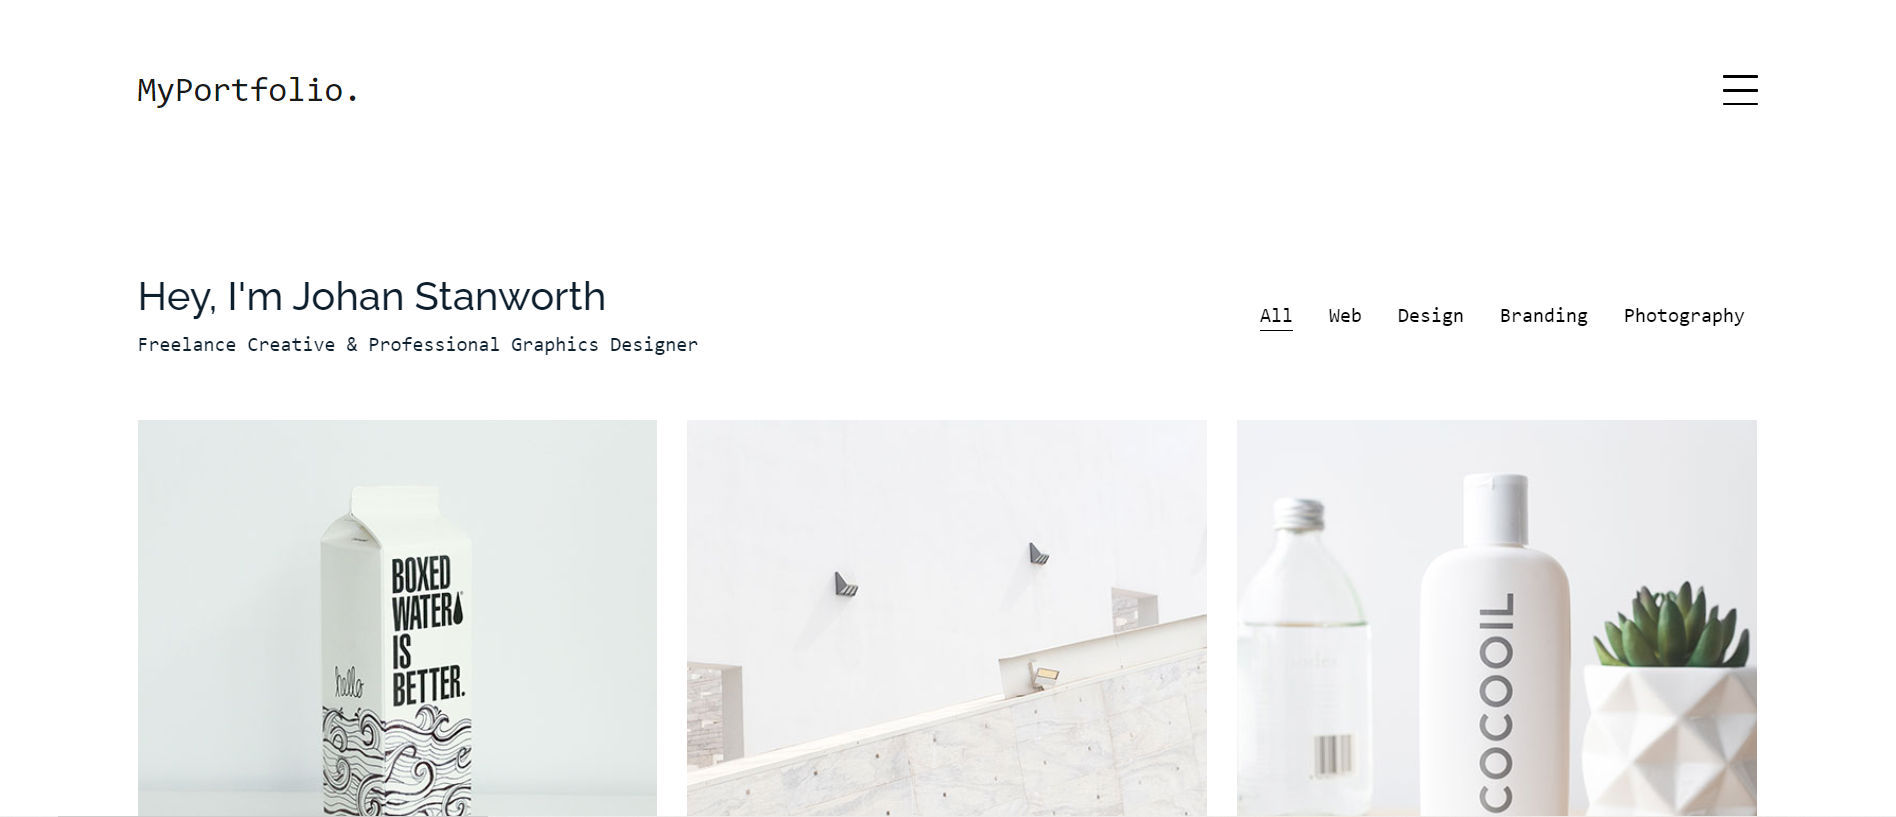 MyPortfolio.
Hey, I'm Johan Stanworth
Freelance Creative & Professional Graphics Designer
All Web Design Branding Photography
BOXED
WATER
IS
BETTER.
hello
COCOOIL